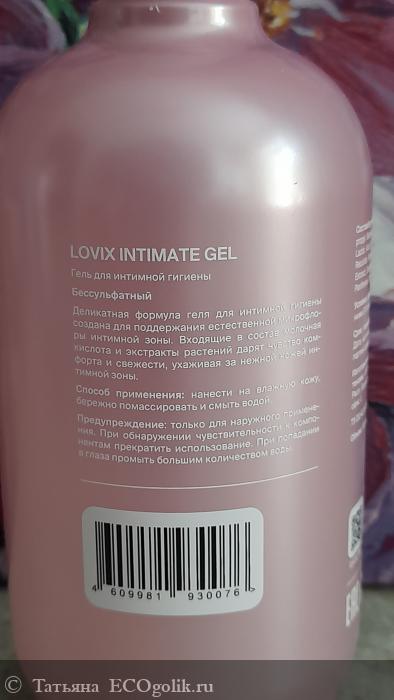 LOVIX INTIMATE GEL
Гель для интимной гигиены
Бессульфатный
Деликатная формула геля для интимной гигиены
создана для поддержания естественной микрофло-
ры интимной зоны. Входящие в состав молочная
кислота и экстракты растений дарят чувство ком-
форта и свежести, ухаживая за нежной кожей ин-
тимной зоны.
Способ применения: нанести на влажную кожу,
бережно помассировать и смыть водой.
Предупреждение: только для наружного примене-
ния. При обнаружении чувствительности к компо-
нентам прекратить использование. При попадании
в глаза промыть большим количеством воды.
4 609981 930076 >
EAC
© Татьяна ECOgolik.ru